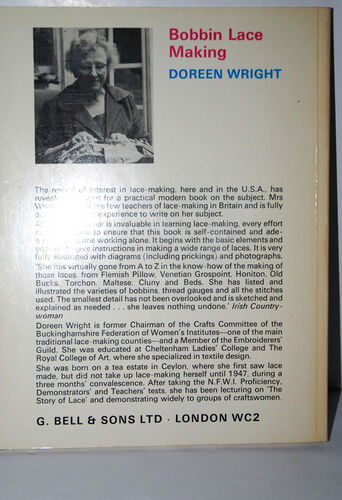 Bobbin Lace
Making
DOREEN WRIGHT
The of interest in lace-making, here and in the U.S.A., has
for a practical modern book on the subject. Mrs
the few teachers of lace-making in Britain and is fully
experience to write on her subject.
is invaluable in learning lace-making, every effort
to ensure that this book is self-contained and
working alone. It begins with the basic elements and
instructions in making a wide range of laces. It is very
fully illustrated with diagrams (including prickings) and photographs.
'She has virtually gone from A to Z in the know-how of the making
of those laces, from Flemish Pillow, Venetian Grospoint, Honiton, Old
Bucks, Torchon, Maltese, Cluny and Beds. She has listed and
illustrated the varieties of bobbins, thread gauges and all the stitches
used. The smallest detail has not been overlooked and is sketched and
explained as needed . . . she leaves nothing undone.' Irish Country-
woman
Doreen Wright is former Chairman of the Crafts Committee of the
Buckinghamshire Federation of Women's Institutes—one of the main
traditional lace-making counties—and a Member of the Embroiderers'
Guild. She was educated at Cheltenham Ladies' College and The
Royal College of Art, where she specialized in textile design.
She was born on a tea estate in Ceylon, where she first saw lace
made, but did not take up lace-making herself until 1947, during a
three months' convalescence. After taking the N.F.W.I. Proficiency,
Demonstrators' and Teachers' tests, she has been lecturing on 'The
Story of Lace' and demonstrating widely to groups of craftswomen.
G. BELL & SONS LTD · LONDON WC2